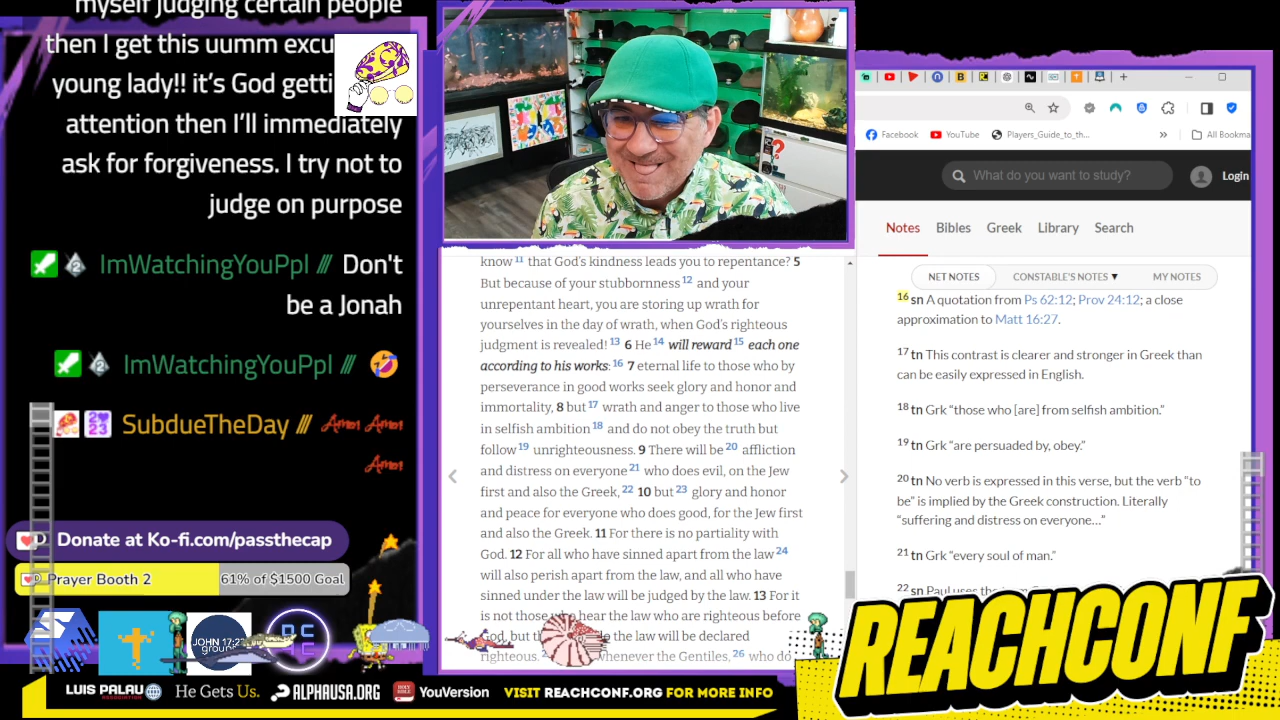 myself judging certain people
then I get this uumm excu
young lady!! it's God getti
attention then I'll immediately
ask for forgiveness. I try not to
judge on purpose
ImWatchingYouPpl /// Don't
be a Jonah
ImWatchingYouPpl ///
SubdueTheDay /// Amen Amen
Amen
Donate at Ko-fi.com/passthecap
Prayer Booth 2 61% of $1500 Goal
JOHN 17:23
group
know 11 that God's kindness leads you to repentance? 5
But because of your stubbornness 12 and your
unrepentant heart, you are storing up wrath for
yourselves in the day of wrath, when God's righteous
judgment is revealed! 13 6 He 14 will reward 15 each one
according to his works: 16 7 eternal life to those who by
perseverance in good works seek glory and honor and
immortality, 8 but 17 wrath and anger to those who live
in selfish ambition 18 and do not obey the truth but
follow 19 unrighteousness. 9 There will be 20 affliction
and distress on everyone 21 who does evil, on the Jew
first and also the Greek, 22 10 but 23 glory and honor
and peace for everyone who does good, for the Jew first
and also the Greek. 11 For there is no partiality with
God. 12 For all who have sinned apart from the law 24
will also perish apart from the law, and all who have
sinned under the law will be judged by the law. 13 For it
is not those who hear the law who are righteous before
God, but the law will be declared
righteous. whenever the Gentiles, 26 who do
Facebook YouTube Players_Guide_to_th... » All Bookma
What do you want to study? Login
Notes Bibles Greek Library Search
NET NOTES CONSTABLE'S NOTES ▼ MY NOTES
16 sn A quotation from Ps 62:12; Prov 24:12; a close
approximation to Matt 16:27.
17 tn This contrast is clearer and stronger in Greek than
can be easily expressed in English.
18 tn Grk "those who [are] from selfish ambition."
19 tn Grk "are persuaded by, obey."
20 tn No verb is expressed in this verse, but the verb "to
be" is implied by the Greek construction. Literally
"suffering and distress on everyone…"
21 tn Grk "every soul of man."
22 sn Paul uses the
REACHCONF
LUIS PALAU ASSOCIATION He Gets Us. ALPHAUSA.ORG HOLY BIBLE YouVersion VISIT REACHCONF.ORG FOR MORE INFO